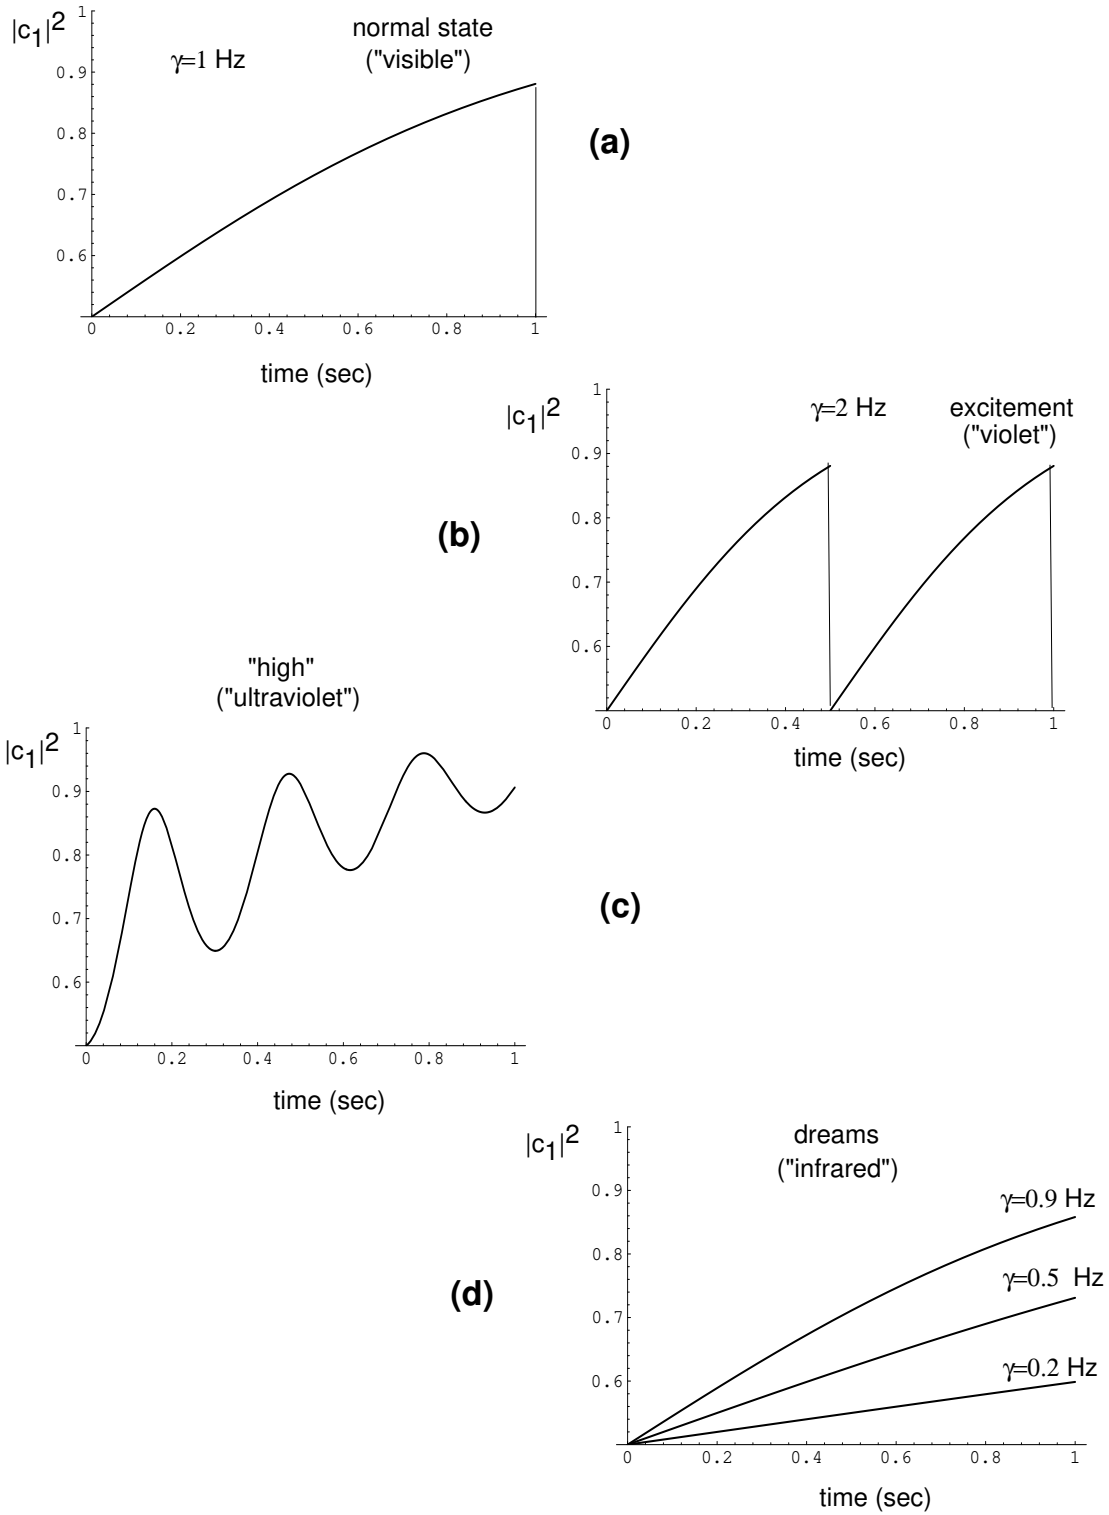 |c1|2
1
0.9
0.8
0.7
0.6
0 0.2 0.4 0.6 0.8 1
γ=1 Hz
normal state
("visible")
time (sec)
(a)
|c1|2
1
0.9
0.8
0.7
0.6
0 0.2 0.4 0.6 0.8 1
γ=2 Hz
excitement
("violet")
time (sec)
(b)
"high"
("ultraviolet")
|c1|2
1
0.9
0.8
0.7
0.6
0 0.2 0.4 0.6 0.8 1
time (sec)
(c)
|c1|2
1
0.9
0.8
0.7
0.6
0 0.2 0.4 0.6 0.8 1
dreams
("infrared")
γ=0.9 Hz
γ=0.5 Hz
γ=0.2 Hz
time (sec)
(d)